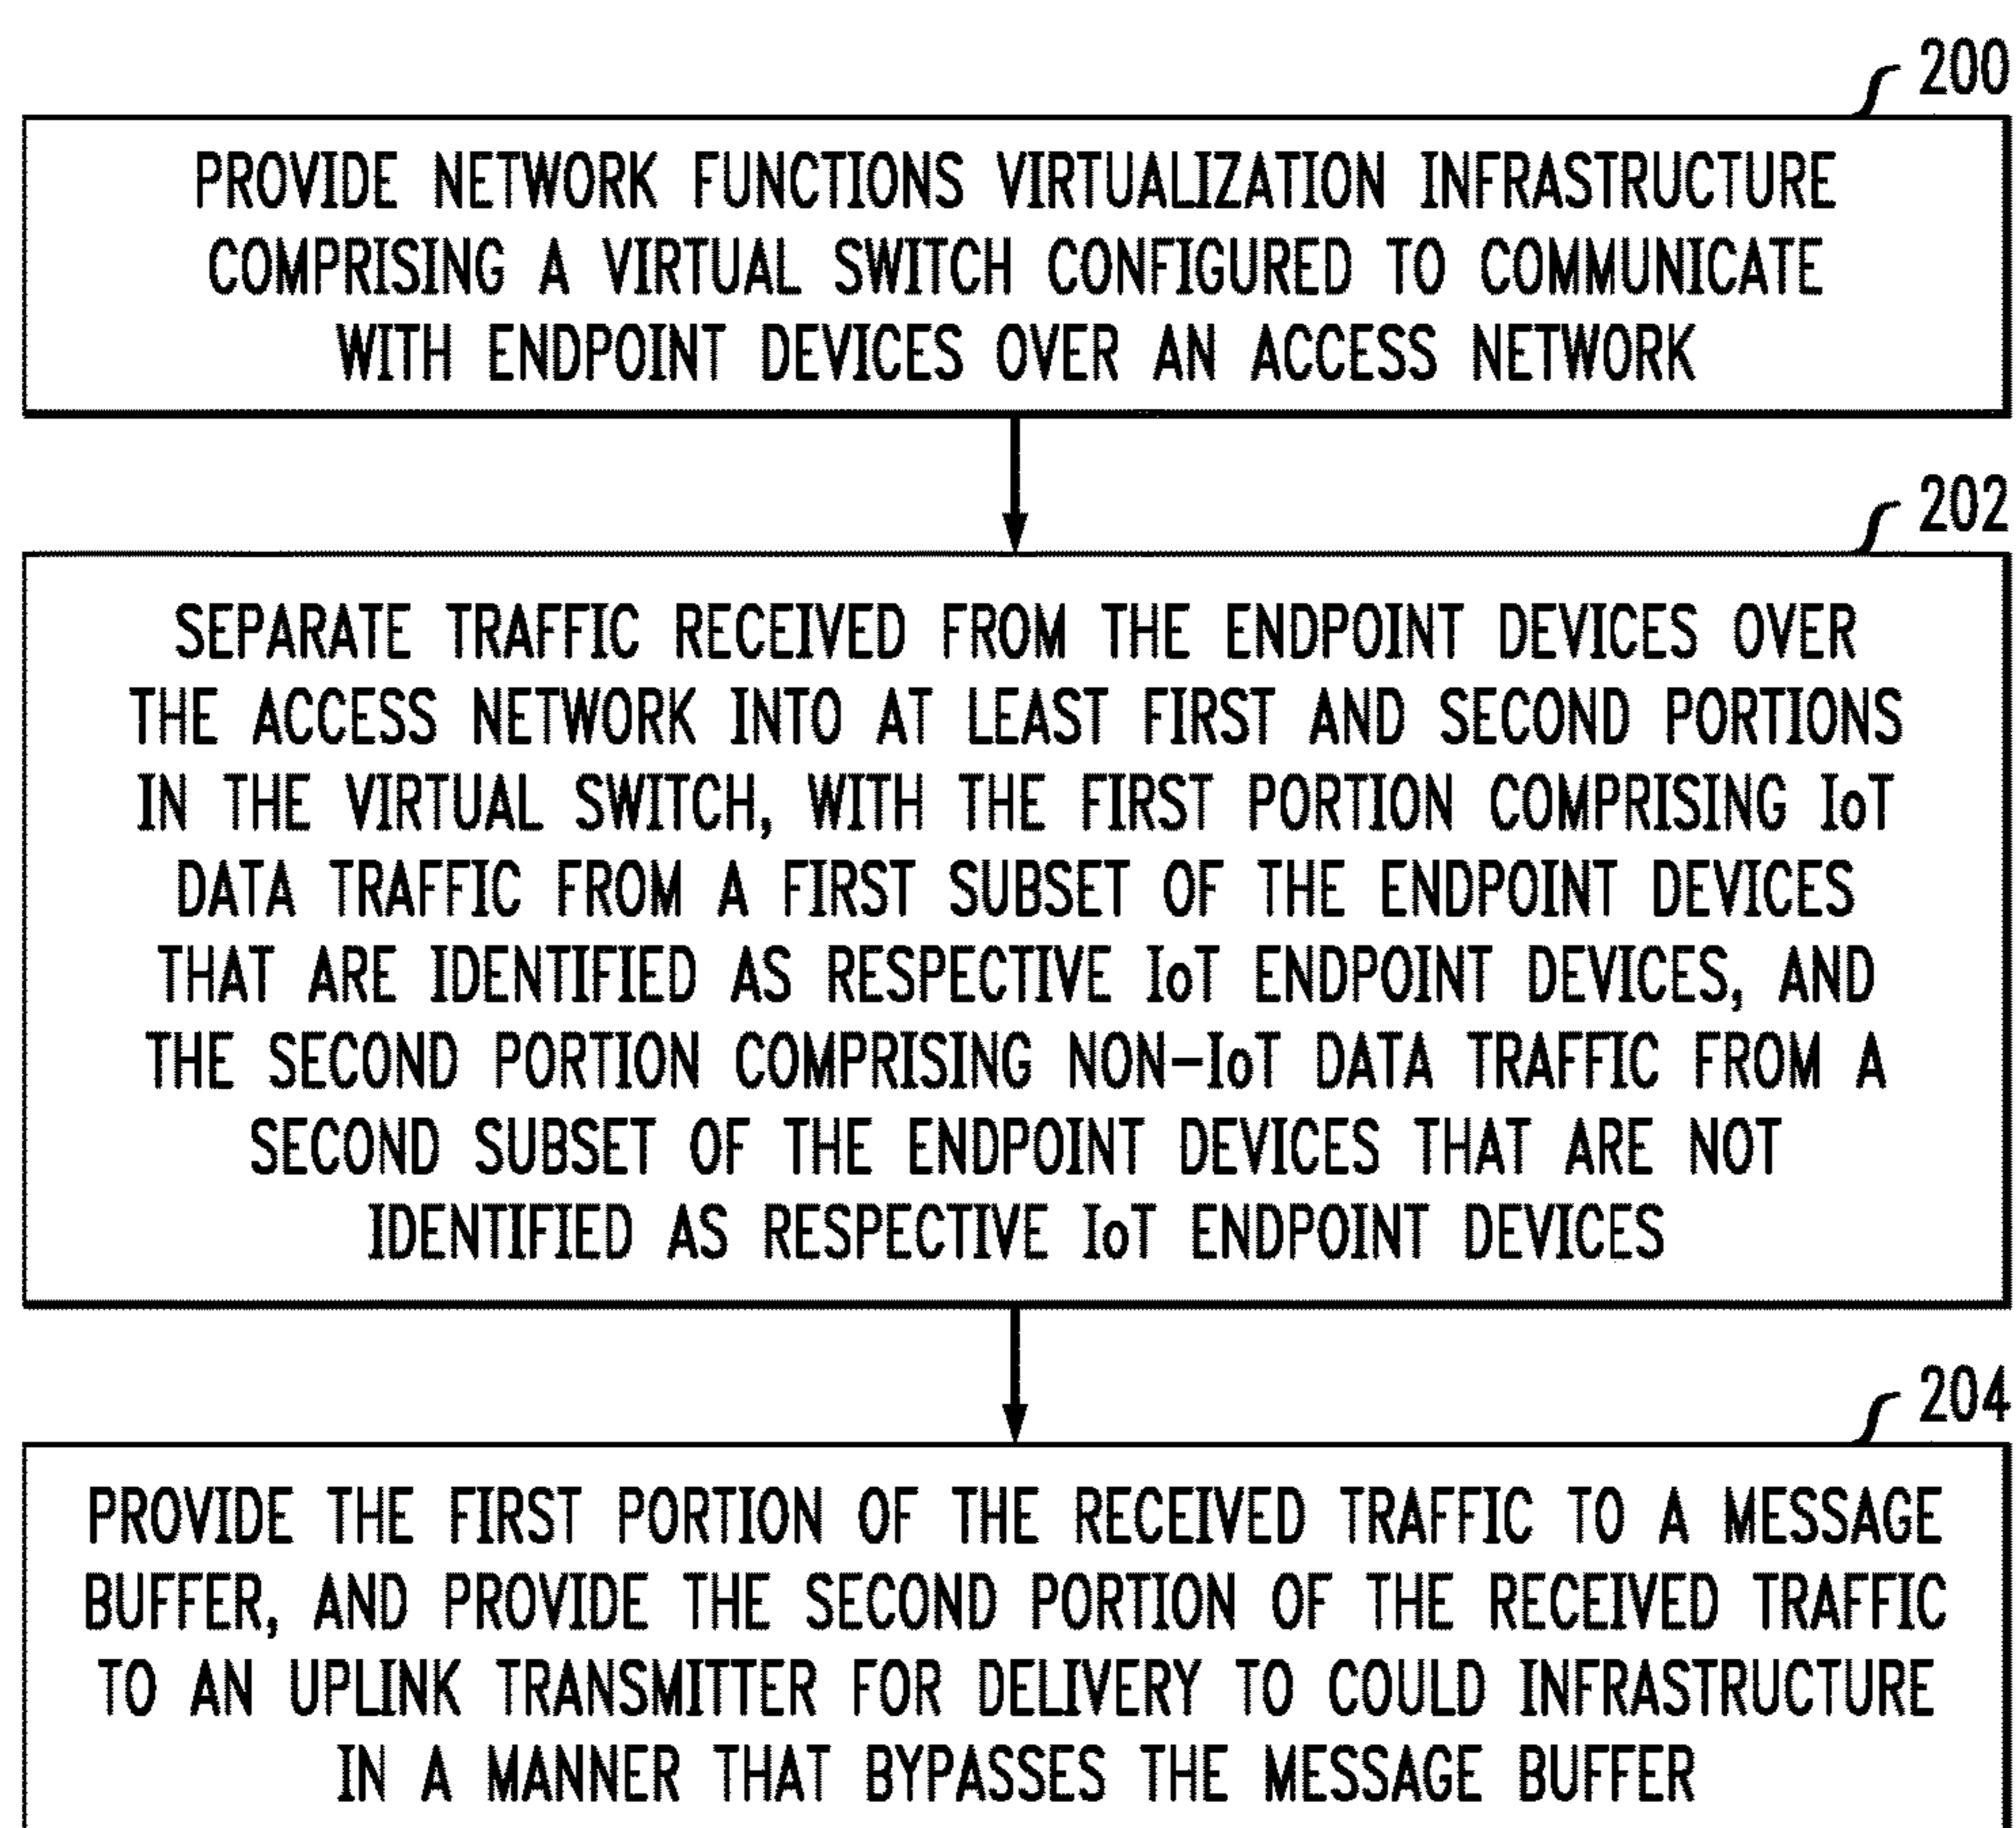 200
PROVIDE NETWORK FUNCTIONS VIRTUALIZATION INFRASTRUCTURE
COMPRISING A VIRTUAL SWITCH CONFIGURED TO COMMUNICATE
WITH ENDPOINT DEVICES OVER AN ACCESS NETWORK
202
SEPARATE TRAFFIC RECEIVED FROM THE ENDPOINT DEVICES OVER
THE ACCESS NETWORK INTO AT LEAST FIRST AND SECOND PORTIONS
IN THE VIRTUAL SWITCH, WITH THE FIRST PORTION COMPRISING IoT
DATA TRAFFIC FROM A FIRST SUBSET OF THE ENDPOINT DEVICES
THAT ARE IDENTIFIED AS RESPECTIVE IoT ENDPOINT DEVICES, AND
THE SECOND PORTION COMPRISING NON-IoT DATA TRAFFIC FROM A
SECOND SUBSET OF THE ENDPOINT DEVICES THAT ARE NOT
IDENTIFIED AS RESPECTIVE IoT ENDPOINT DEVICES
204
PROVIDE THE FIRST PORTION OF THE RECEIVED TRAFFIC TO A MESSAGE
BUFFER, AND PROVIDE THE SECOND PORTION OF THE RECEIVED TRAFFIC
TO AN UPLINK TRANSMITTER FOR DELIVERY TO COULD INFRASTRUCTURE
IN A MANNER THAT BYPASSES THE MESSAGE BUFFER